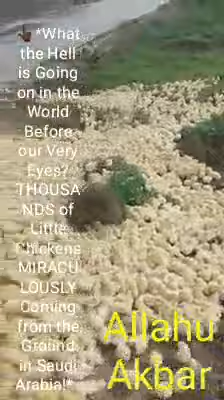 *What
the Hell
is Going
on in the
World
Before
our Very
Eyes?
THOUSA
NDS of
Little
Chickens
MIRACU
LOUSLY
Coming
from the
Ground
in Saudi
Arabia!*
Allahu
Akbar